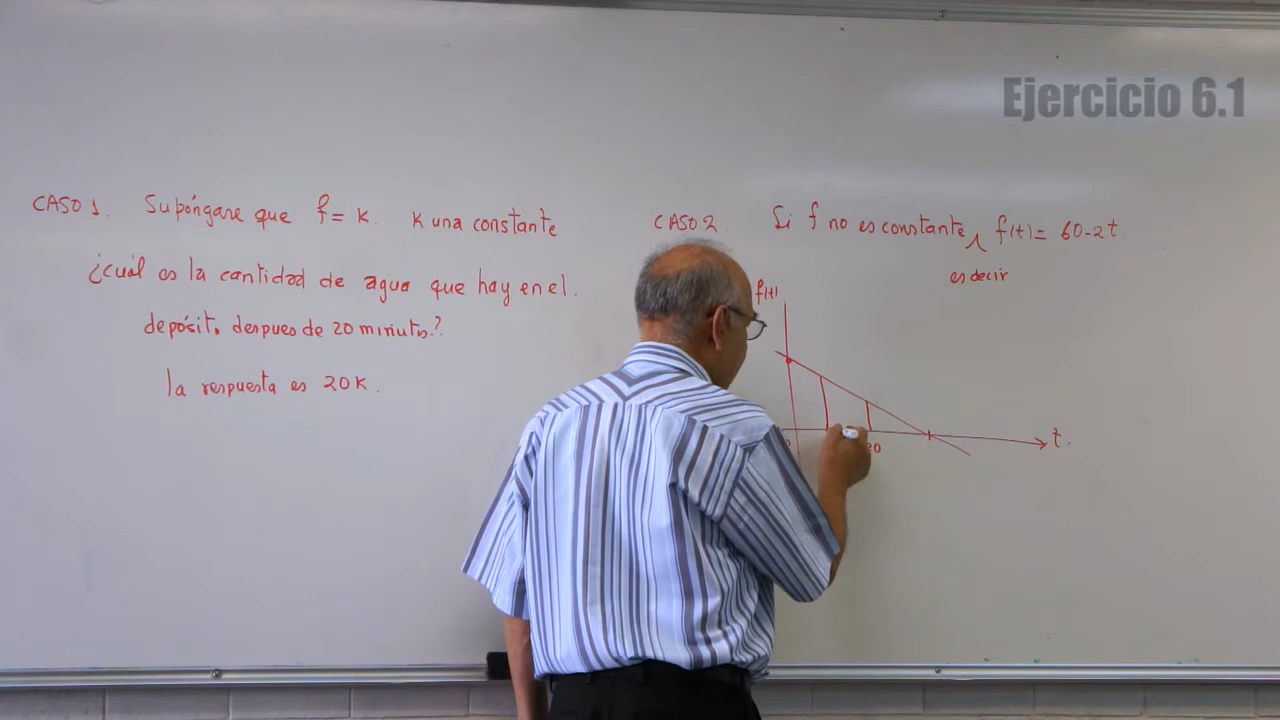 Ejercicio 6.1
CASO 1. Supóngase que f = K. K una constante
¿cuál es la cantidad de agua que hay en el.
depósito despues de 20 minutos?
la respuesta es 20K.
CASO 2. Si f no es constante, f(t) = 60-2t
es decir
f(t)
t.